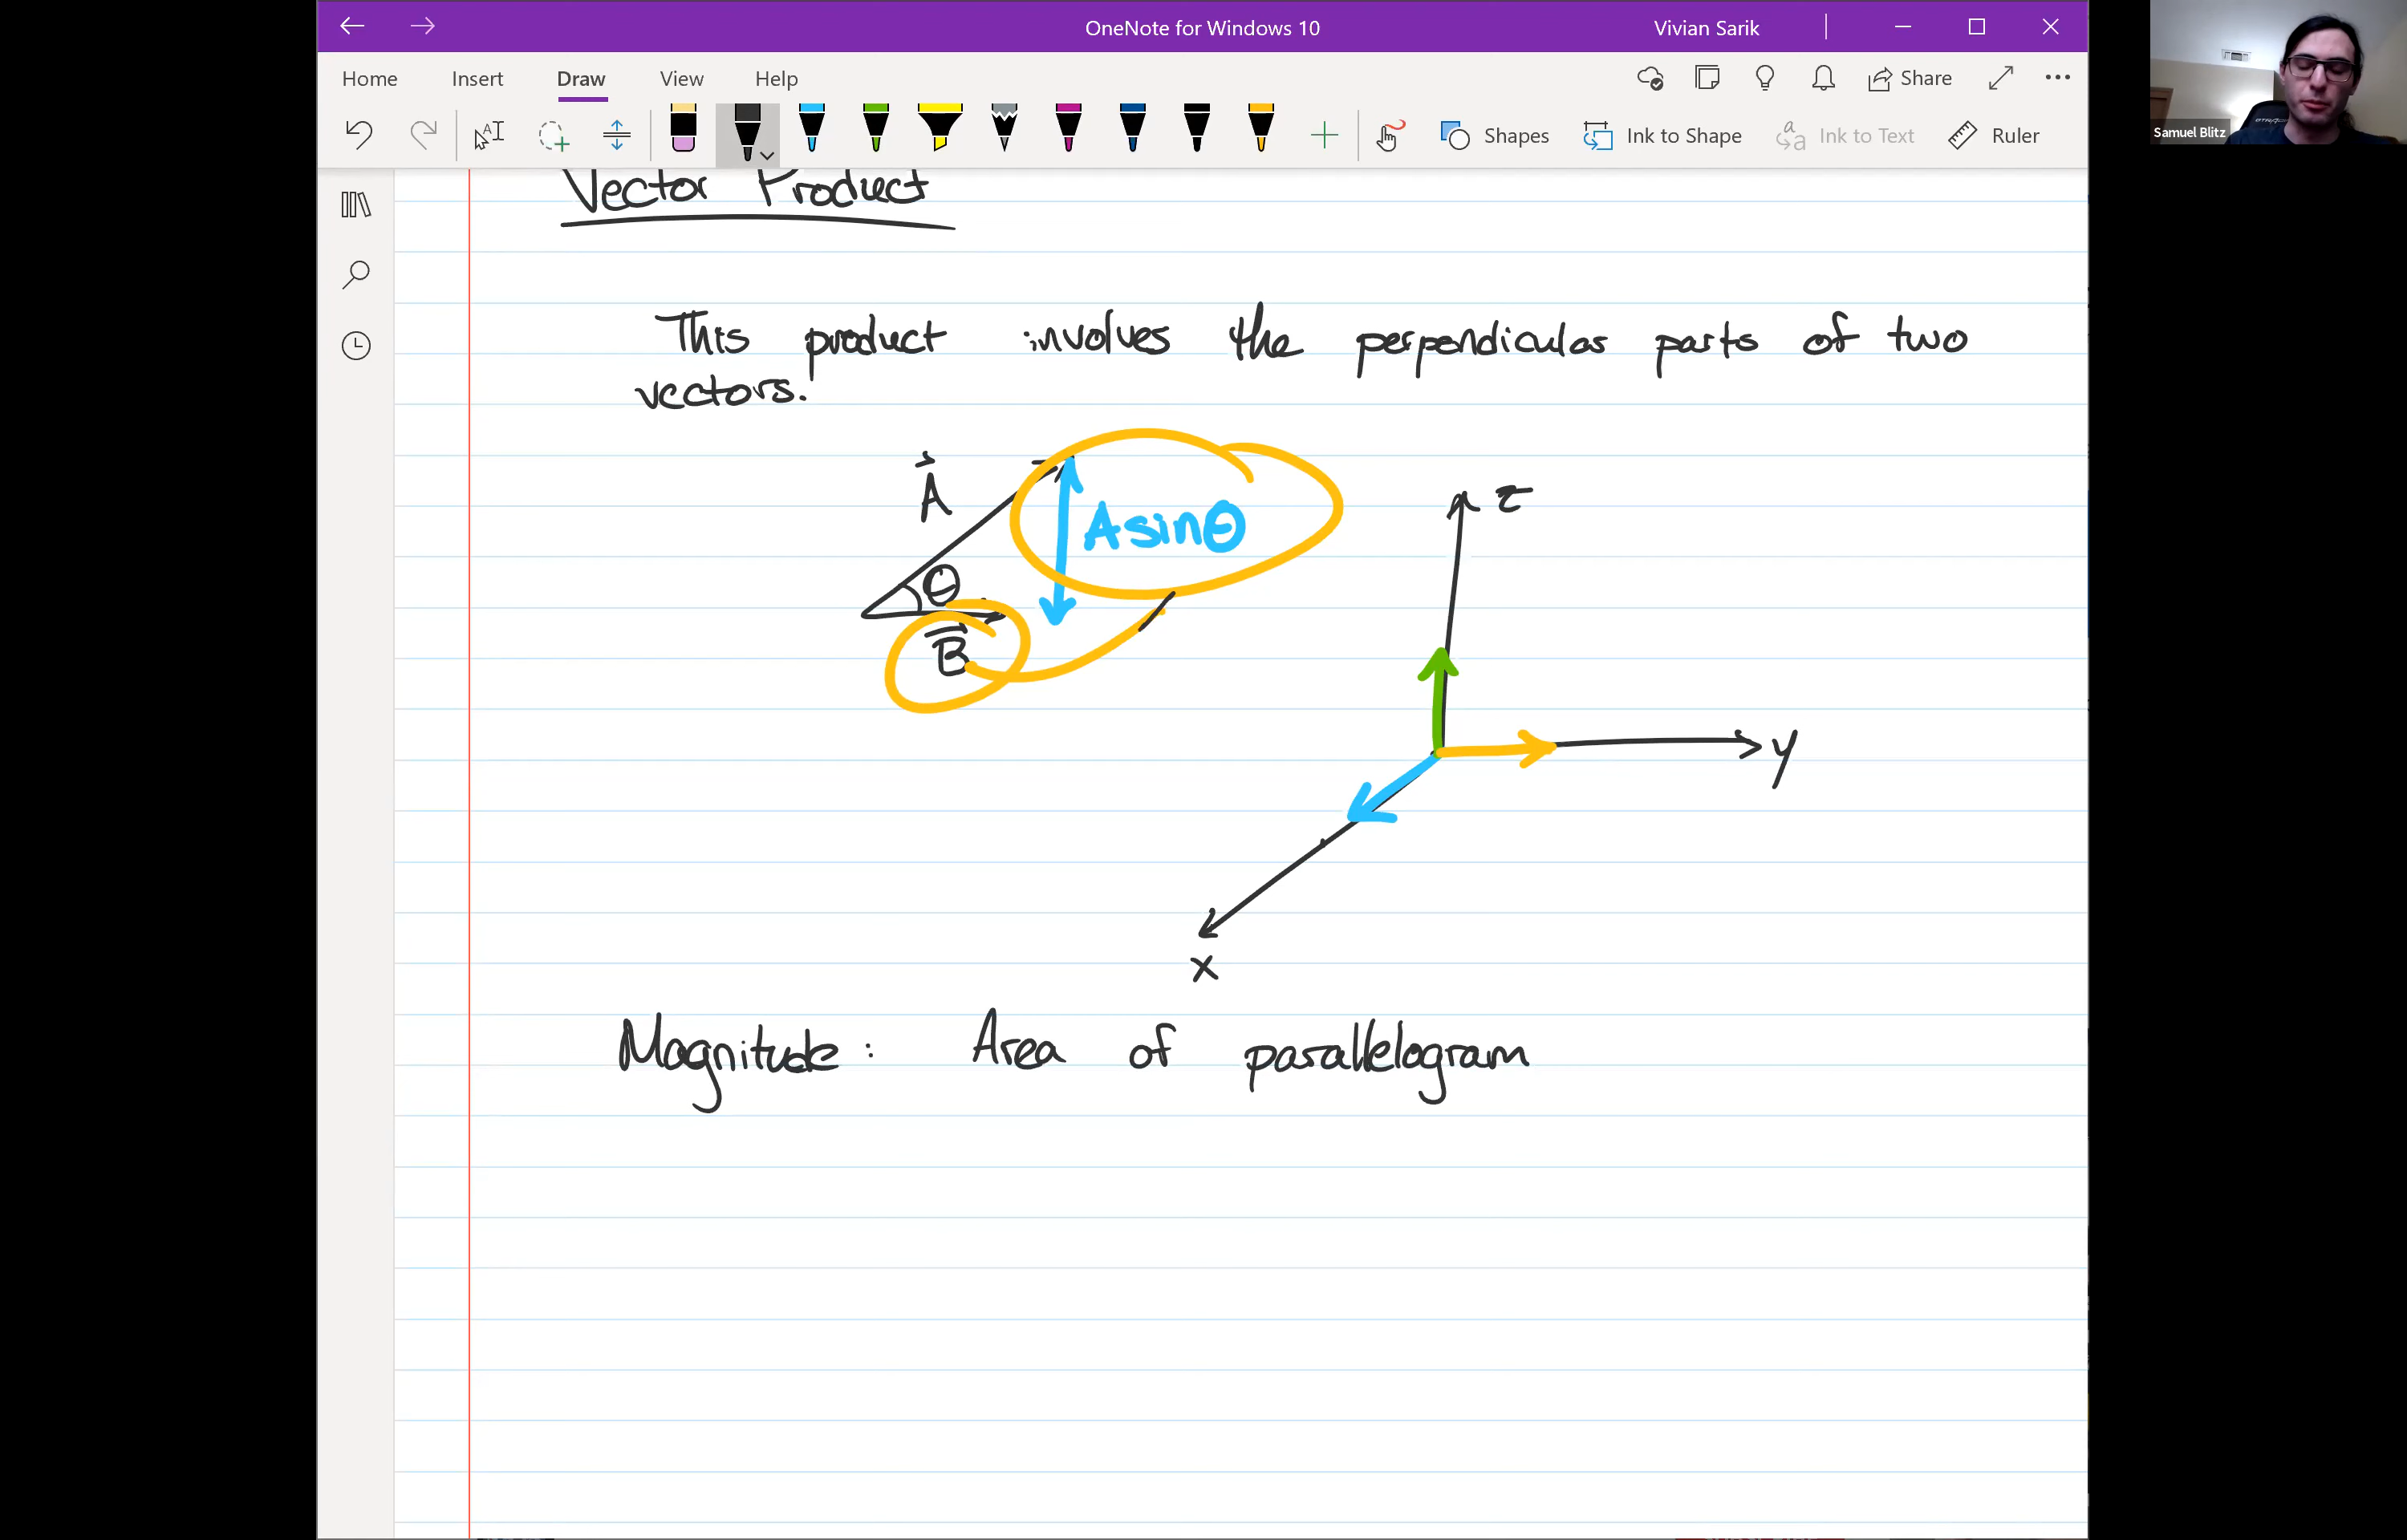 OneNote for Windows 10
Vivian Sarik
Home Insert Draw View Help
Share
Shapes Ink to Shape Ink to Text Ruler
Samuel Blitz
Vector Product
This product involves the perpendicular parts of two
vectors.
A
Asinθ
θ
B
z
y
x
Magnitude: Area of parallelogram